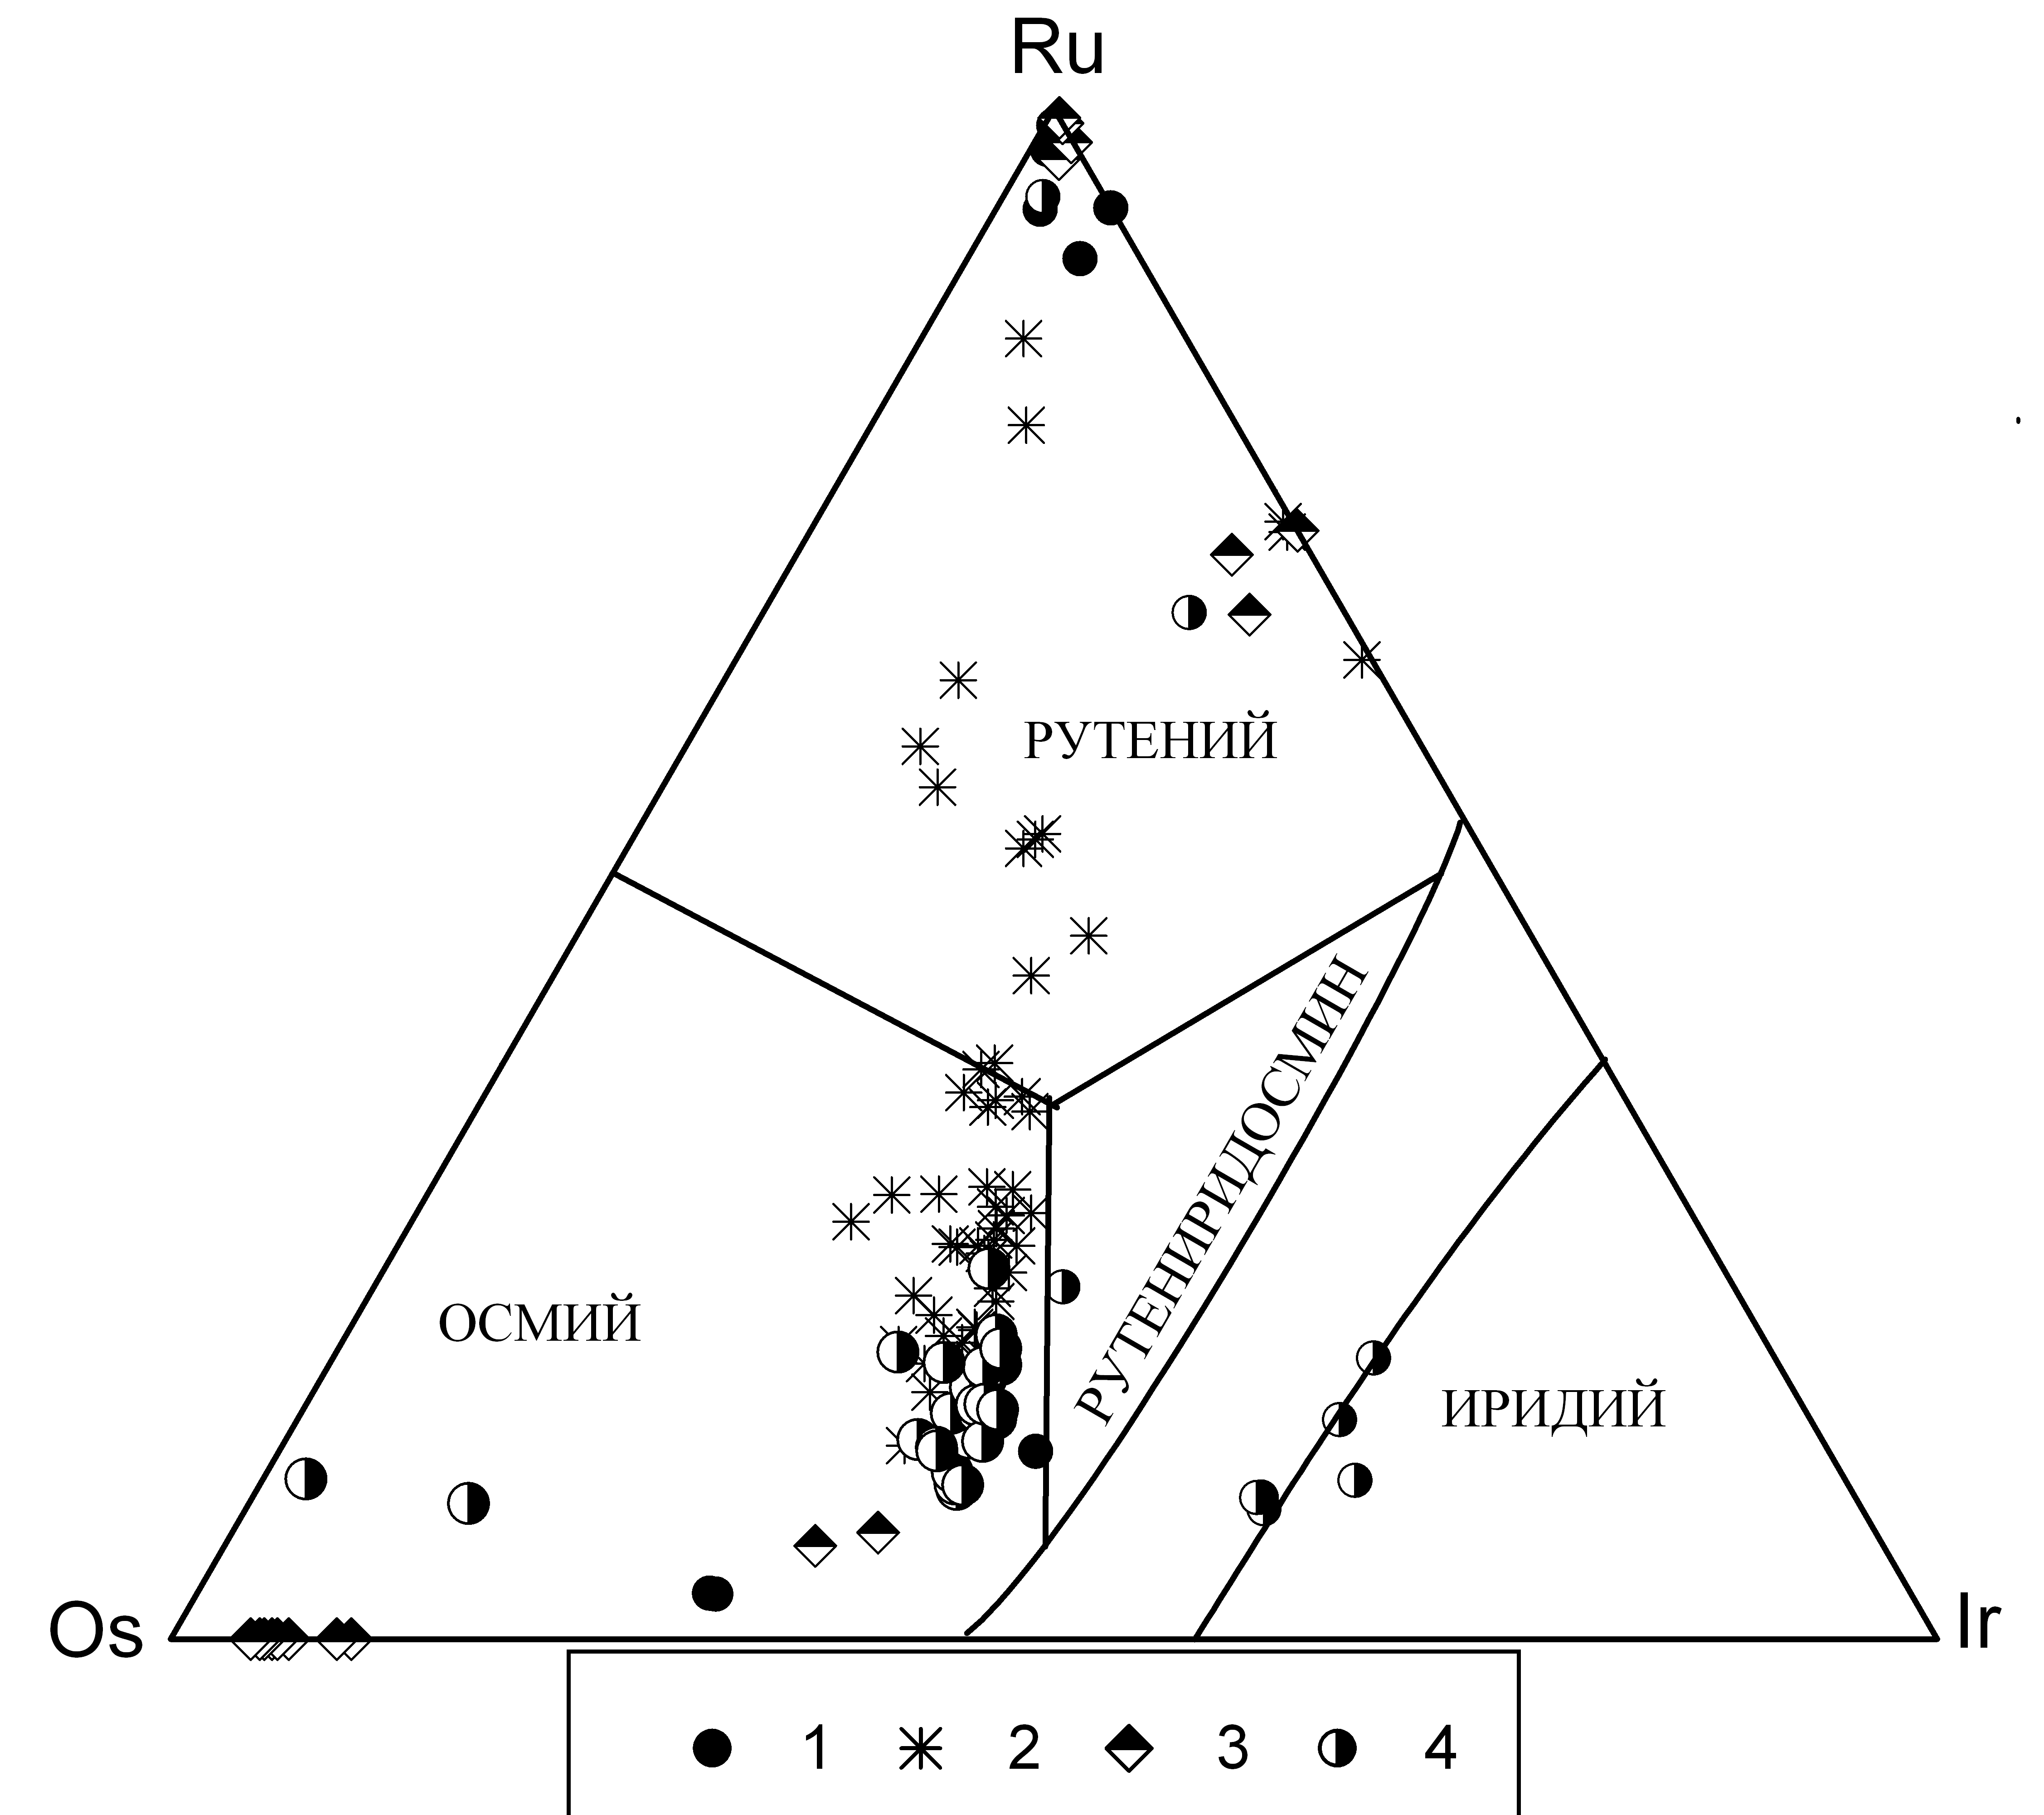 Ru
РУТЕНИЙ
РУТЕНИРИДОСМИН
ОСМИЙ
ИРИДИЙ
Os
Ir
1 2 3 4